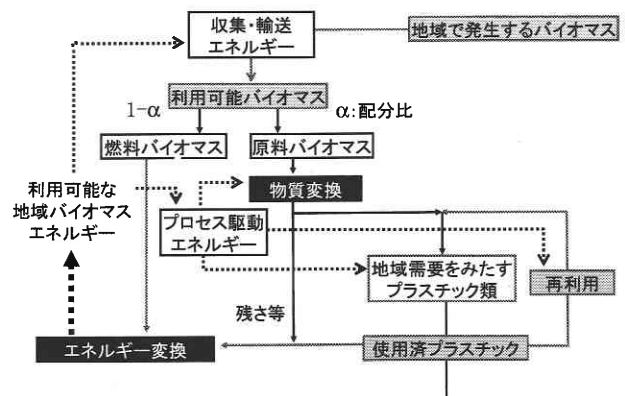 収集・輸送
エネルギー
地域で発生するバイオマス
利用可能バイオマス
1-α
α:配分比
燃料バイオマス
原料バイオマス
物質変換
利用可能な
地域バイオマス
エネルギー
プロセス駆動
エネルギー
地域需要をみたす
プラスチック類
再利用
残さ等
エネルギー変換
使用済プラスチック